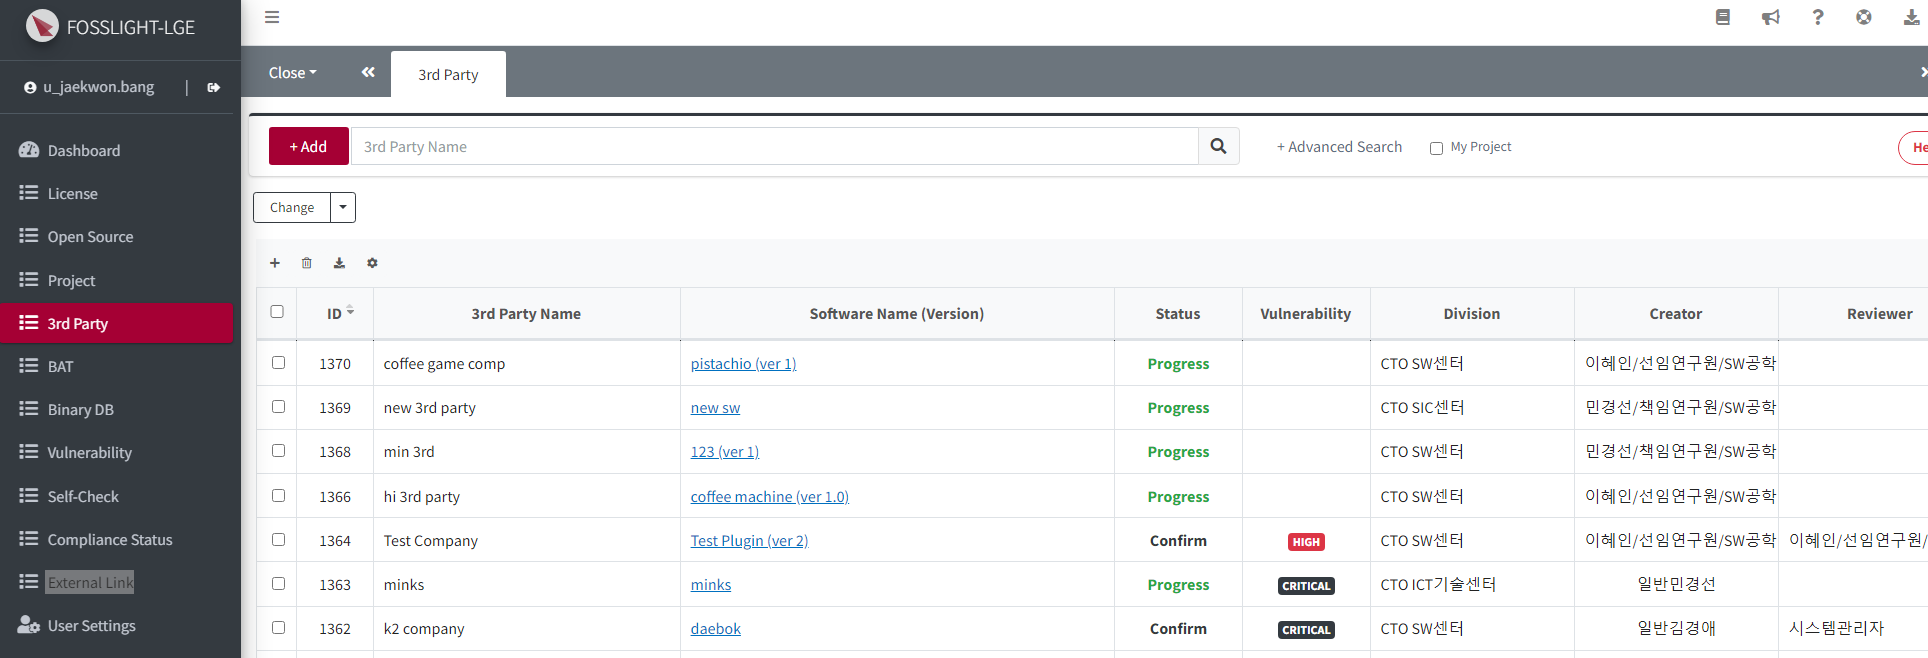 FOSSLIGHT-LGE
u_jaekwon.bang
Dashboard
License
Open Source
Project
3rd Party
BAT
Binary DB
Vulnerability
Self-Check
Compliance Status
External Link
User Settings
Close
3rd Party
+ Add
3rd Party Name
+ Advanced Search
My Project
He
Change
ID 3rd Party Name Software Name (Version) Status Vulnerability Division Creator Reviewer
1370 coffee game comp pistachio (ver 1) Progress CTO SW센터 이혜인/선임연구원/SW공학
1369 new 3rd party new sw Progress CTO SIC센터 민경선/책임연구원/SW공학
1368 min 3rd 123 (ver 1) Progress CTO SW센터 민경선/책임연구원/SW공학
1366 hi 3rd party coffee machine (ver 1.0) Progress CTO SW센터 이혜인/선임연구원/SW공학
1364 Test Company Test Plugin (ver 2) Confirm HIGH CTO SW센터 이혜인/선임연구원/SW공학 이혜인/선임연구원/
1363 minks minks Progress CRITICAL CTO ICT기술센터 일반민경선
1362 k2 company daebok Confirm CRITICAL CTO SW센터 일반김경애 시스템관리자